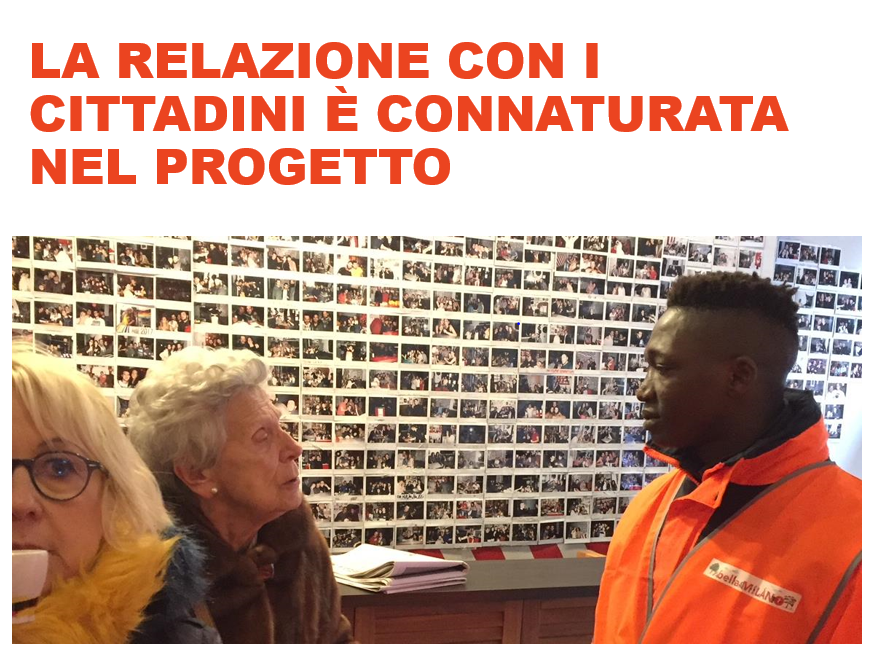 LA RELAZIONE CON I
CITTADINI È CONNATURATA
NEL PROGETTO